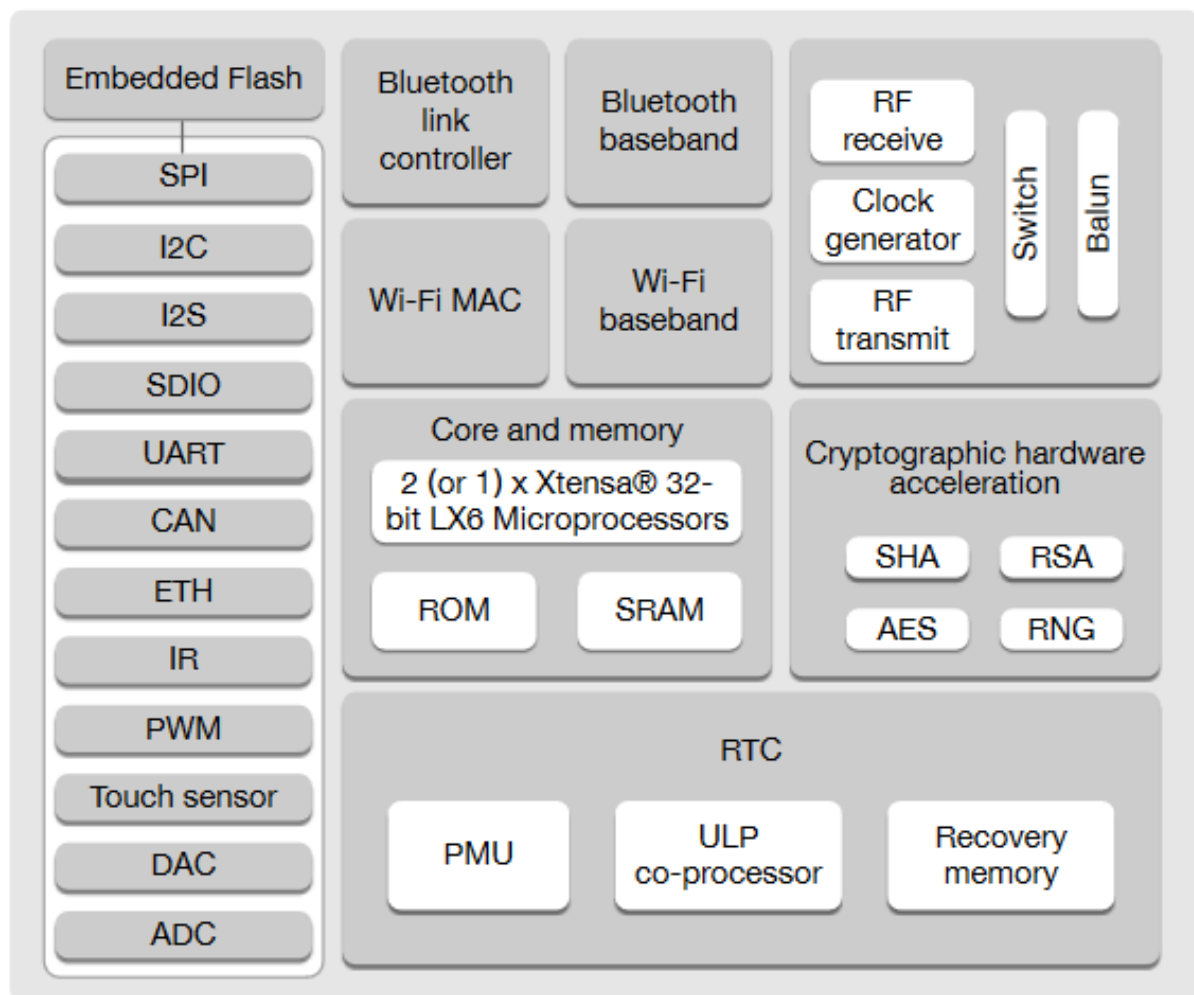 Embedded Flash
SPI
I2C
I2S
SDIO
UART
CAN
ETH
IR
PWM
Touch sensor
DAC
ADC
Bluetooth
link
controller
Bluetooth
baseband
Wi-Fi MAC
Wi-Fi
baseband
RF
receive
Clock
generator
RF
transmit
Switch
Balun
Core and memory
2 (or 1) x Xtensa® 32-
bit LX6 Microprocessors
ROM
SRAM
Cryptographic hardware
acceleration
SHA
RSA
AES
RNG
RTC
PMU
ULP
co-processor
Recovery
memory